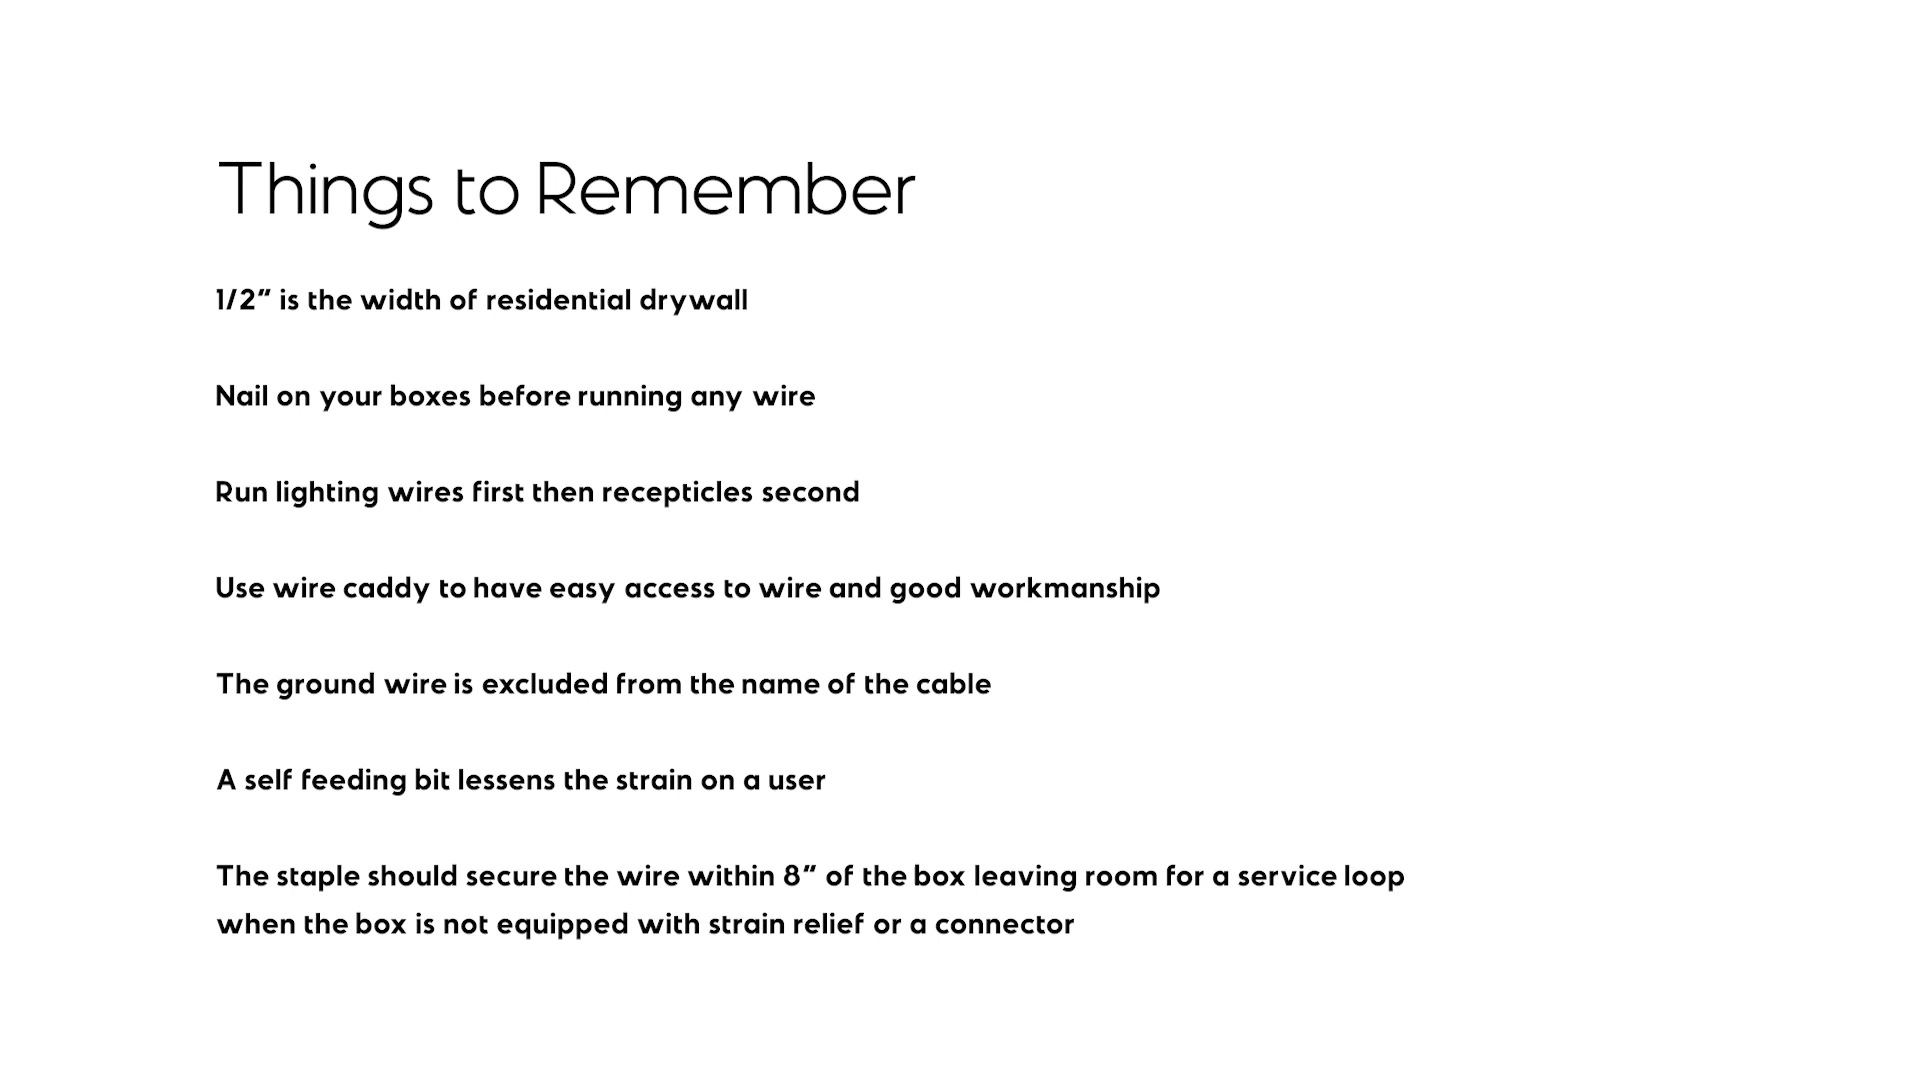 Things to Remember
1/2” is the width of residential drywall
Nail on your boxes before running any wire
Run lighting wires first then recepticles second
Use wire caddy to have easy access to wire and good workmanship
The ground wire is excluded from the name of the cable
A self feeding bit lessens the strain on a user
The staple should secure the wire within 8” of the box leaving room for a service loop
when the box is not equipped with strain relief or a connector